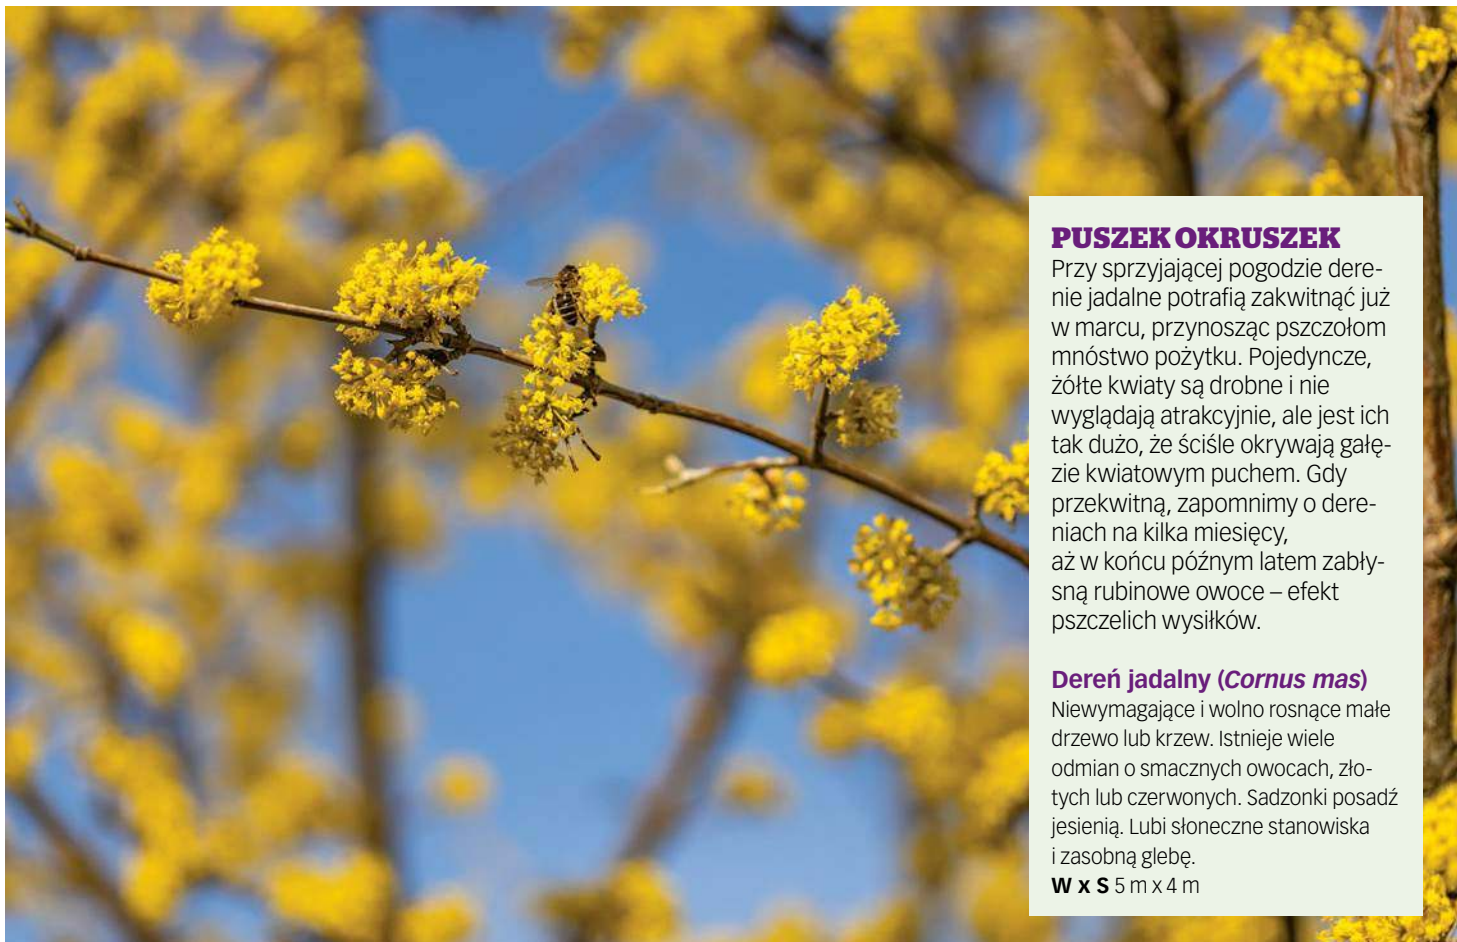 PUSZEK OKRUSZEK
Przy sprzyjającej pogodzie dere-
nie jadalne potrafią zakwitnąć już
w marcu, przynosząc pszczołom
mnóstwo pożytku. Pojedyncze,
żółte kwiaty są drobne i nie
wyglądają atrakcyjnie, ale jest ich
tak dużo, że ściśle okrywają gałę-
zie kwiatowym puchem. Gdy
przekwitną, zapomnimy o dere-
niach na kilka miesięcy,
aż w końcu późnym latem zabły-
sną rubinowe owoce – efekt
pszczelich wysiłków.
Dereń jadalny (Cornus mas)
Niewymagające i wolno rosnące małe
drzewo lub krzew. Istnieje wiele
odmian o smacznych owocach, zło-
tych lub czerwonych. Sadzonki posadź
jesienią. Lubi słoneczne stanowiska
i zasobną glebę.
W x S 5 m x 4 m